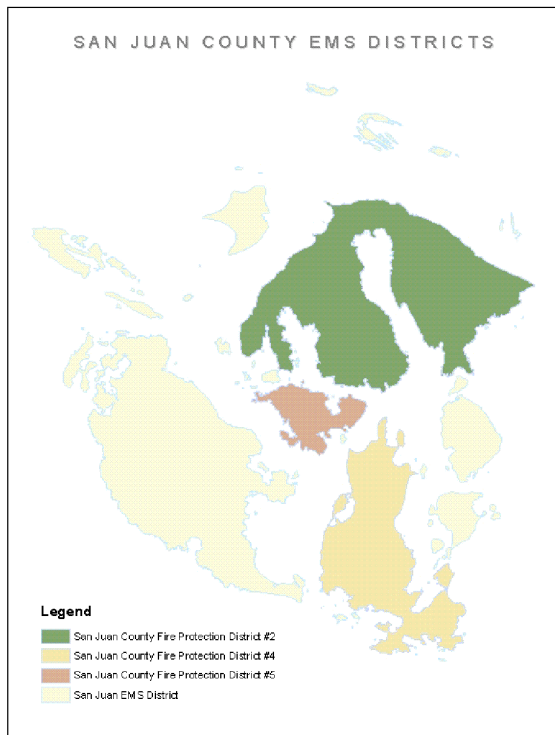 SAN JUAN COUNTY EMS DISTRICTS
Legend
San Juan County Fire Protection District #2
San Juan County Fire Protection District #4
San Juan County Fire Protection District #5
San Juan EMS District